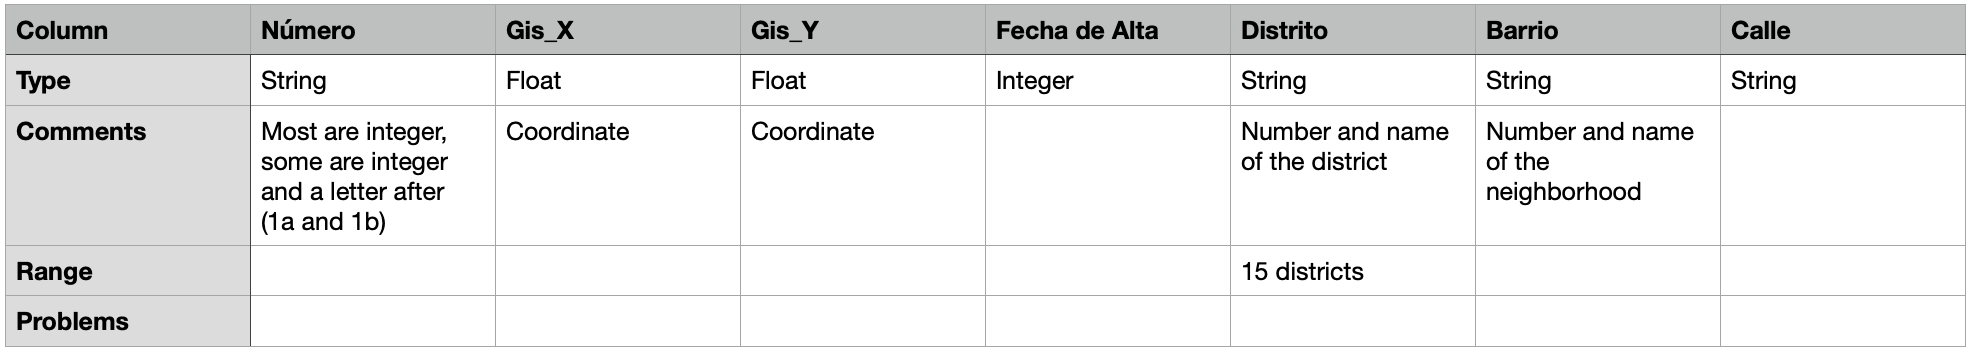 Column Número Gis_X Gis_Y Fecha de Alta Distrito Barrio Calle
Type String Float Float Integer String String String
Comments Most are integer, Coordinate Coordinate Number and name Number and name
some are integer of the district of the
and a letter after neighborhood
(1a and 1b)
Range 15 districts
Problems